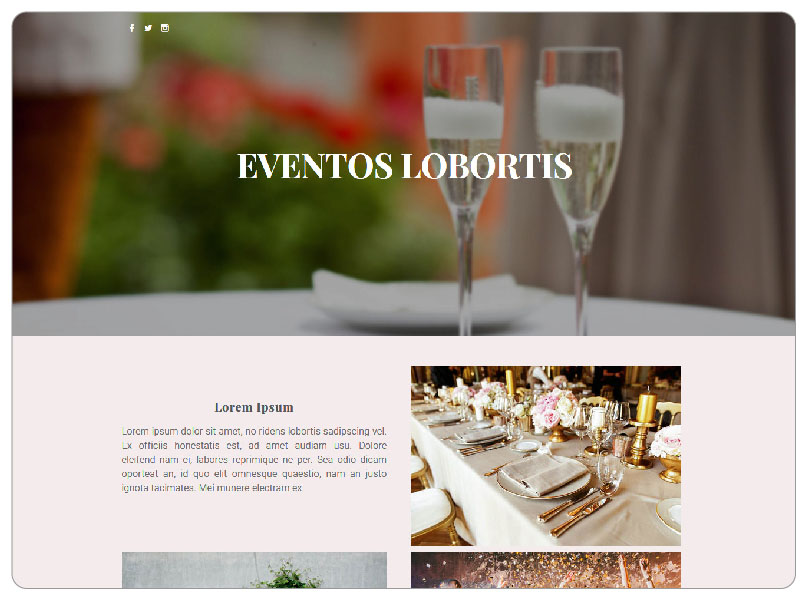 EVENTOS LOBORTIS
Lorem Ipsum
Lorem ipsum dolor sit amet, no ridens lobortis sadipscing vel.
Ex officiis honestatis est, ad amet audiam usu. Dolore
eleifend nam ei, labores reprimique ne per. Sea odio dicam
oporteat an, id quo elit omnesque quaestio, nam an justo
ignota tacimates. Mei munere electram ex.